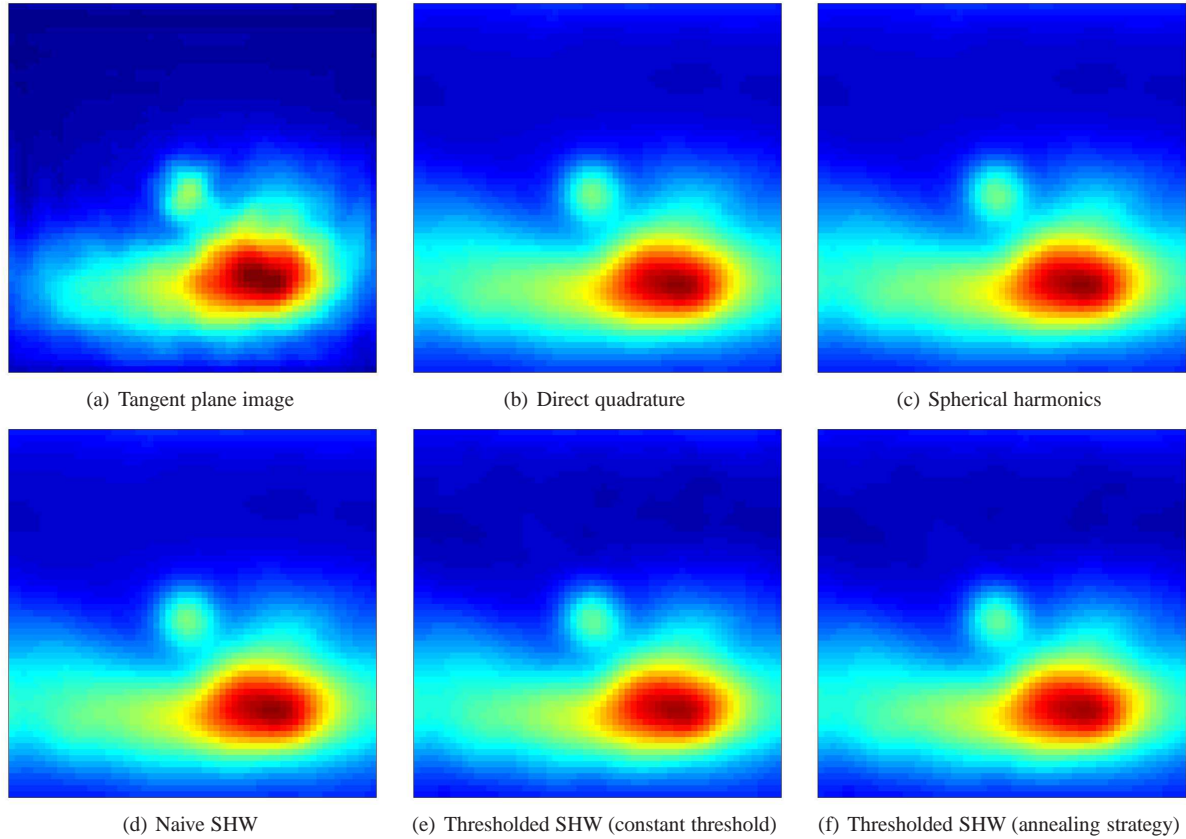 (a) Tangent plane image
(b) Direct quadrature
(c) Spherical harmonics
(d) Naive SHW
(e) Thresholded SHW (constant threshold)
(f) Thresholded SHW (annealing strategy)